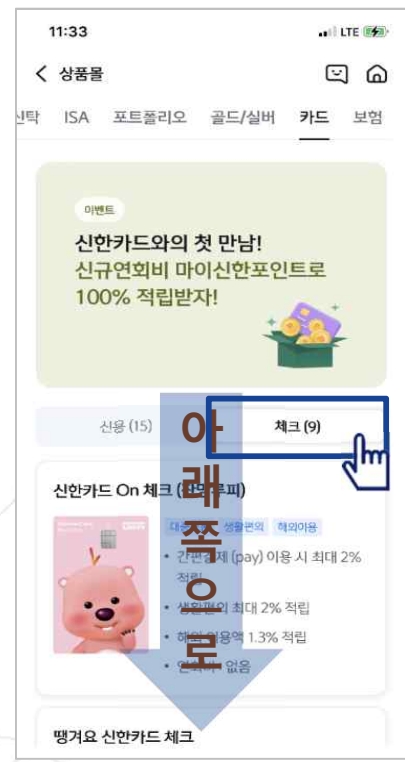 11:33
LTE
상품몰
신탁 ISA 포트폴리오 골드/실버 카드 보험
이벤트
신한카드와의 첫 만남!
신규연회비 마이신한포인트로
100% 적립받자!
신용 (15)
체크 (9)
아래쪽으로
신한카드 On 체크 (잔망루피)
생활편의 해외이용
• 간편결제 (pay) 이용 시 최대 2%
적립
• 생활편의 최대 2% 적립
• 해외 이용액 1.3% 적립
• 연회비 : 없음
땡겨요 신한카드 체크